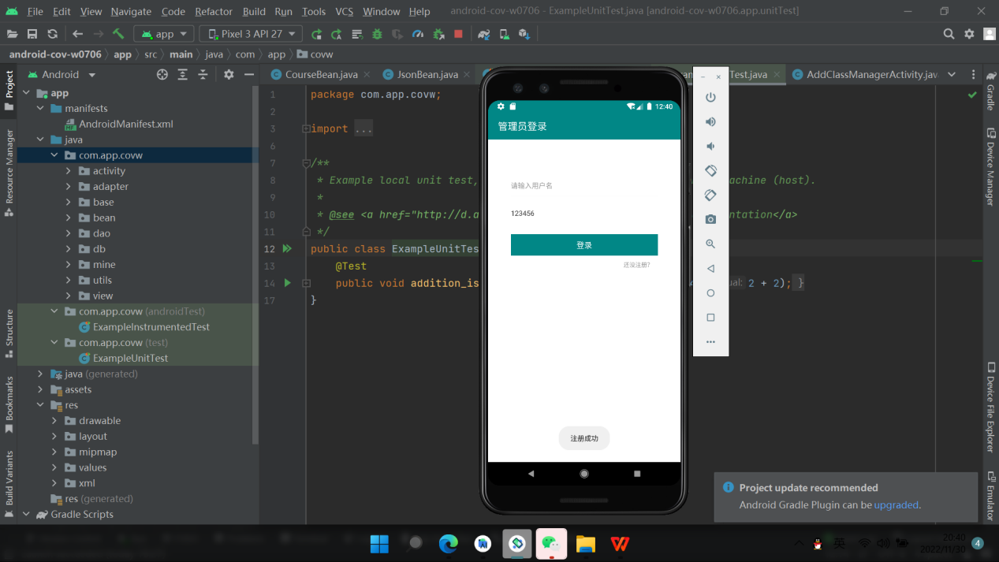 File Edit View Navigate Code Refactor Build Run Tools VCS Window Help android-cov-w0706 - ExampleUnitTest.java [android-cov-w0706.app.unitTest]
app Pixel 3 API 27
android-cov-w0706 app src main java com app covw
Project
Resource Manager
Structure
Bookmarks
Build Variants
Android
app
manifests
AndroidManifest.xml
java
com.app.covw
activity
adapter
base
bean
dao
db
mine
utils
view
com.app.covw (androidTest)
ExampleInstrumentedTest
com.app.covw (test)
ExampleUnitTest
java (generated)
assets
res
drawable
layout
mipmap
values
xml
res (generated)
Gradle Scripts
CourseBean.java JsonBean.java Test.java AddClassManagerActivity.jav
1 package com.app.covw;
2
3 import ...
6
7 /**
8 * Example local unit test, achine (host).
9 *
10 * @see <a href="http://d.a ntation</a>
11 */
12 public class ExampleUnitTes
13 @Test
14 public void addition_is ual: 2 + 2); }
17 }
12:40
管理员登录
请输入用户名
123456
登录
还没注册?
注册成功
Gradle
Device Manager
Device File Explorer
Emulator
Project update recommended
Android Gradle Plugin can be upgraded.
英
20:40
2022/11/30
4